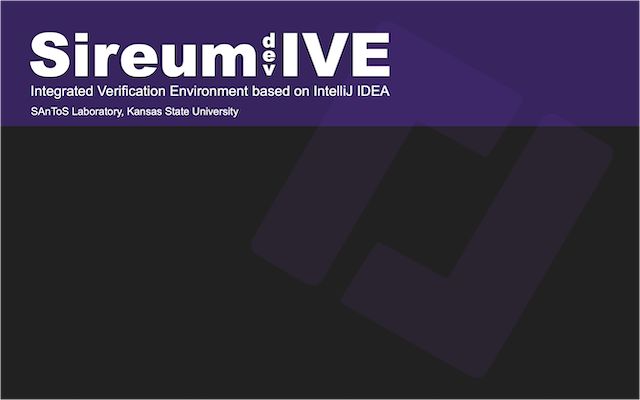 Sireum dev IVE
Integrated Verification Environment based on IntelliJ IDEA
SAnToS Laboratory, Kansas State University